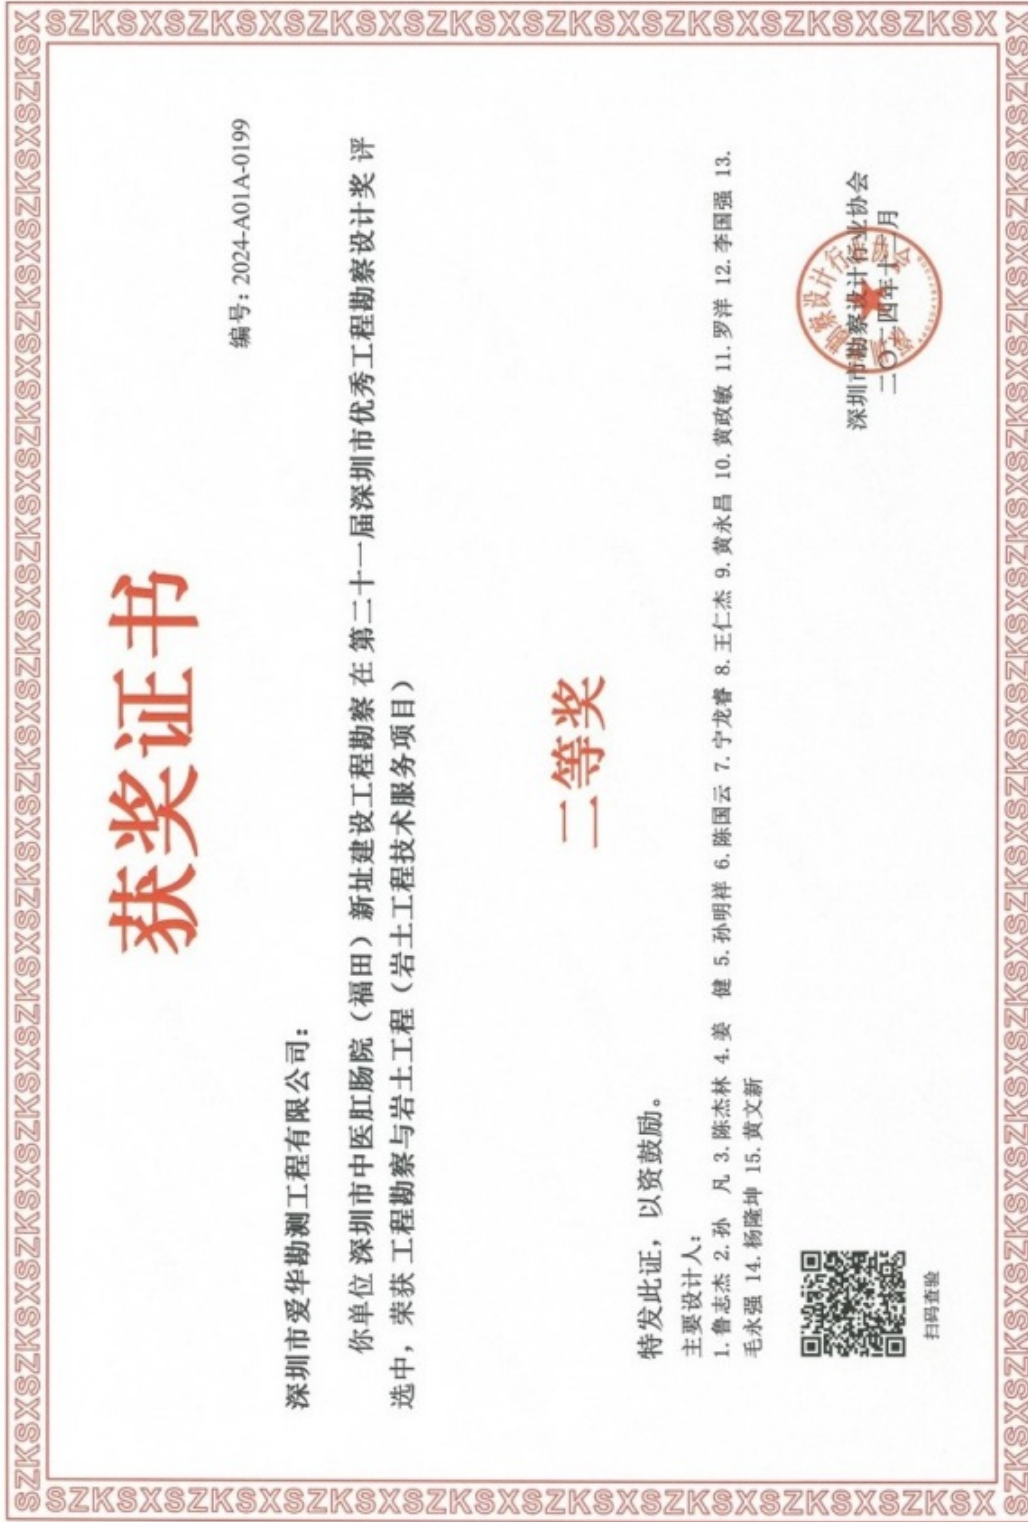 获奖证书
编号: 2024-A01A-0199
深圳市爱华勘测工程有限公司:
你单位 深圳市中医肛肠院（福田）新址建设工程勘察 在 第二十一届深圳市优秀工程勘察设计奖 评
选中，荣获 工程勘察与岩土工程（岩土工程技术服务项目）
二等奖
特发此证，以资鼓励。
主要设计人:
1. 鲁志杰 2. 孙 凡 3. 陈杰林 4. 姜 健 5. 孙明祥 6. 陈国云 7. 宁龙睿 8. 王仁杰 9. 黄永昌 10. 黄政敏 11. 罗洋 12. 李国强 13.
毛永强 14. 杨隆坤 15. 黄文新
扫码查验
深圳市勘察设计行业协会
二〇二四年十一月